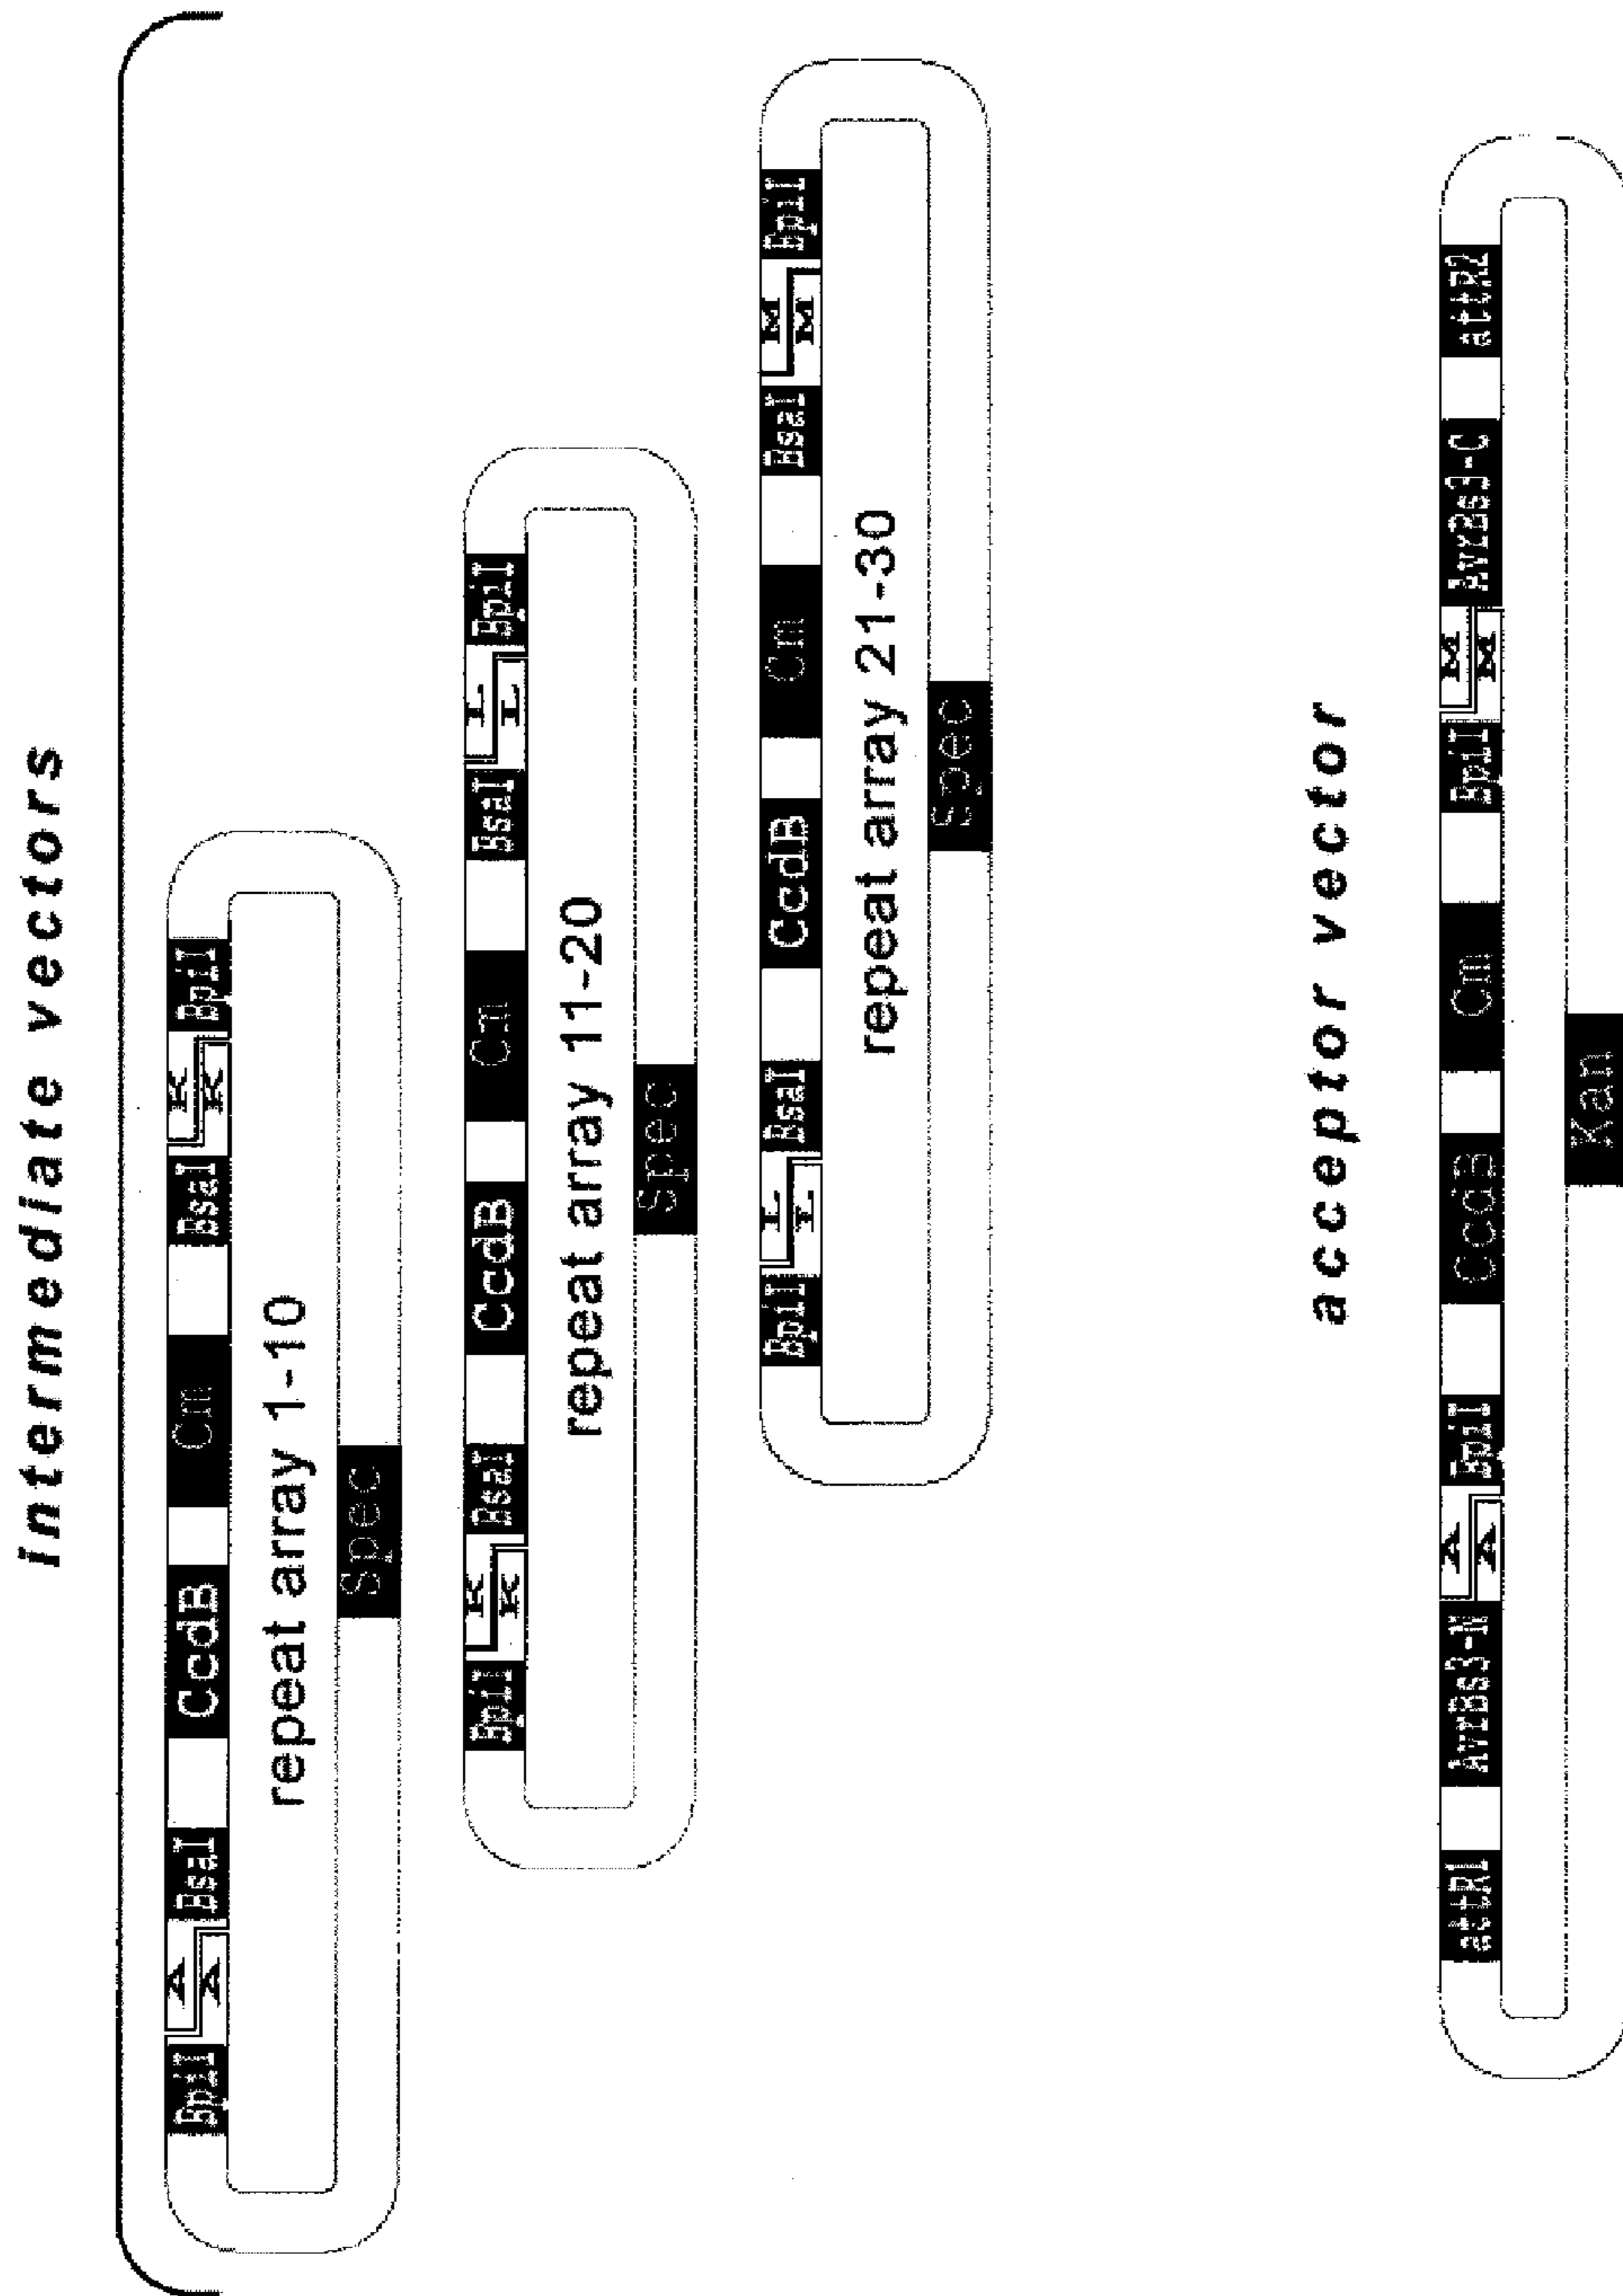 intermediate vectors
BpiI A A BsaI CcdB Cm BsaI K K BpiI
repeat array 1-10
Spec
BpiI K K BsaI CcdB Cm BsaI L L BpiI
repeat array 11-20
Spec
BpiI L L BsaI CcdB Cm BsaI M M BpiI
repeat array 21-30
Spec
acceptor vector
attR1 AvrBs3-N A A BpiI CcdB Cm BpiI M M AvrBs3-C attR2
Kan